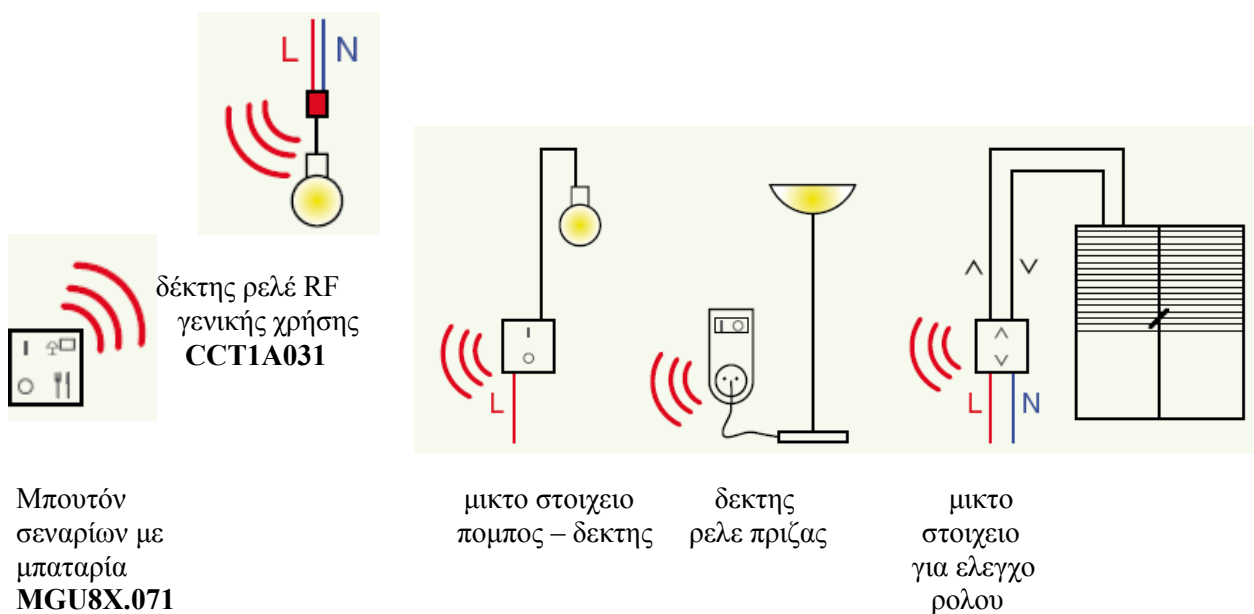 L N
δέκτης ρελέ RF
γενικής χρήσης
CCT1A031
I
O
I
O
L
I O
^ v
^
v
L N
Μπουτόν
σεναρίων με
μπαταρία
MGU8X.071
μικτο στοιχειο
πομπος – δεκτης
δεκτης
ρελε πριζας
μικτο
στοιχειο
για ελεγχο
ρολου